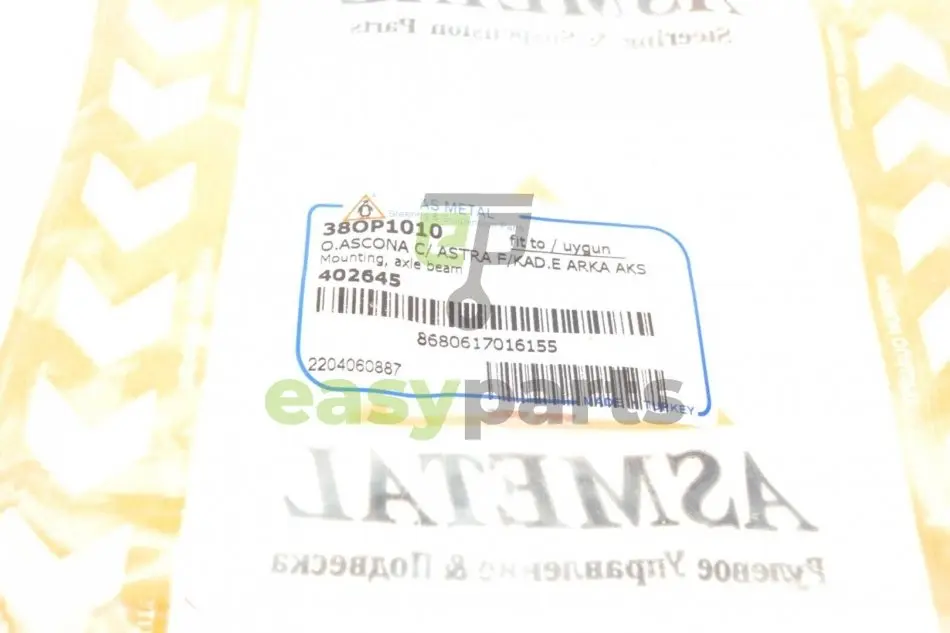 ASMETAL
Steering & Suspension Parts
AS METAL
38OP1010
fit to / uygun
O.ASCONA C/ ASTRA F/KAD.E ARKA AKS
Mounting, axle beam
402645
8680617016155
2204060887
MADE IN TURKEY
easyparts
ASMETAL
Рулевое Управление & Подвеска